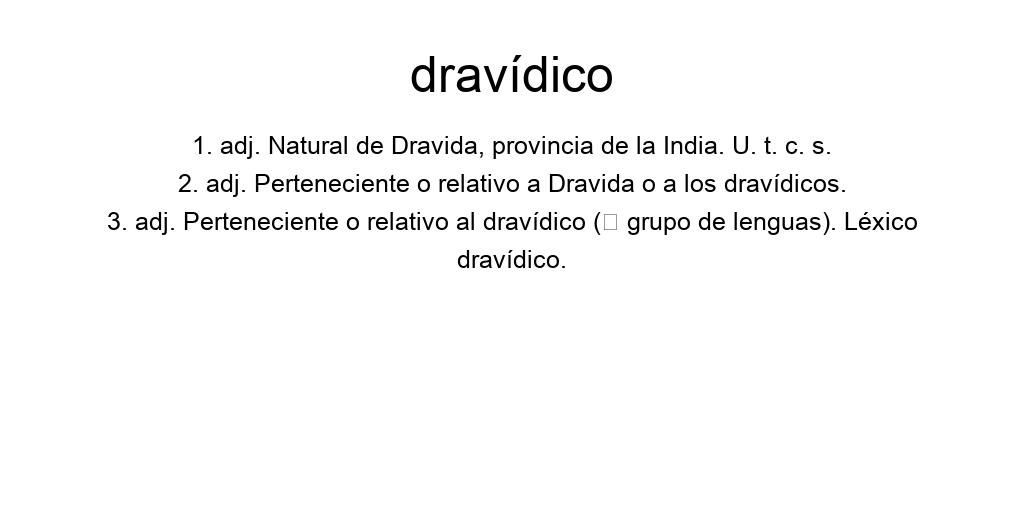 dravídico
1. adj. Natural de Dravida, provincia de la India. U. t. c. s.
2. adj. Perteneciente o relativo a Dravida o a los dravídicos.
3. adj. Perteneciente o relativo al dravídico (□ grupo de lenguas). Léxico
dravídico.